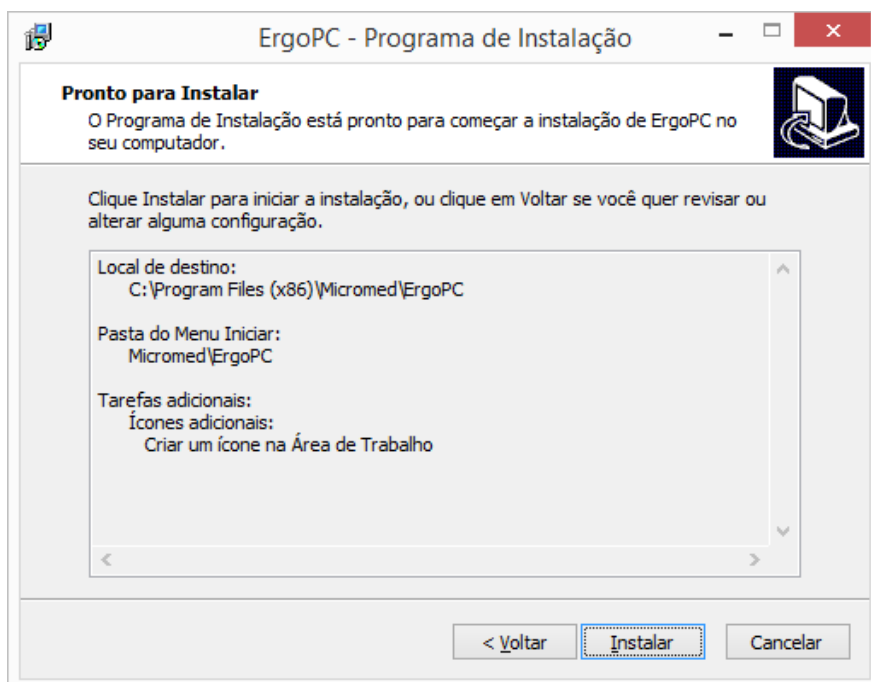 ErgoPC - Programa de Instalação
Pronto para Instalar
O Programa de Instalação está pronto para começar a instalação de ErgoPC no
seu computador.
Clique Instalar para iniciar a instalação, ou clique em Voltar se você quer revisar ou
alterar alguma configuração.
Local de destino:
C:\Program Files (x86)\Micromed\ErgoPC
Pasta do Menu Iniciar:
Micromed\ErgoPC
Tarefas adicionais:
Ícones adicionais:
Criar um ícone na Área de Trabalho
< Voltar
Instalar
Cancelar